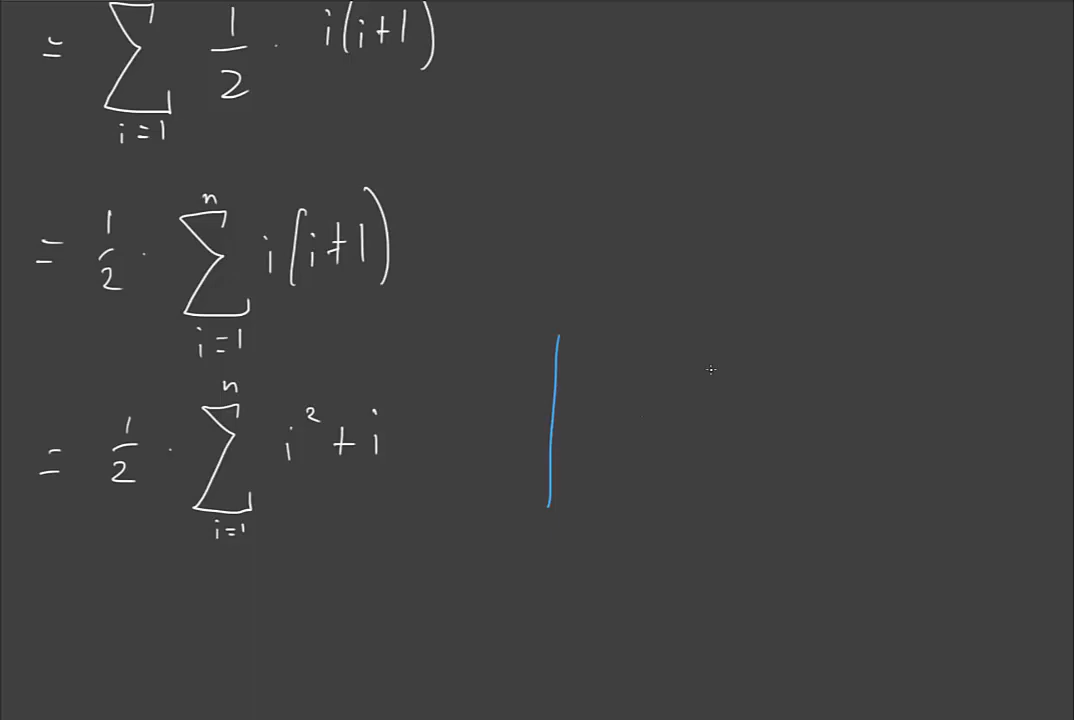 = ∑ 1/2 · i(i+1)
i=1
n
= 1/2 · ∑ i(i+1)
i=1
n
= 1/2 · ∑ i² + i
i=1